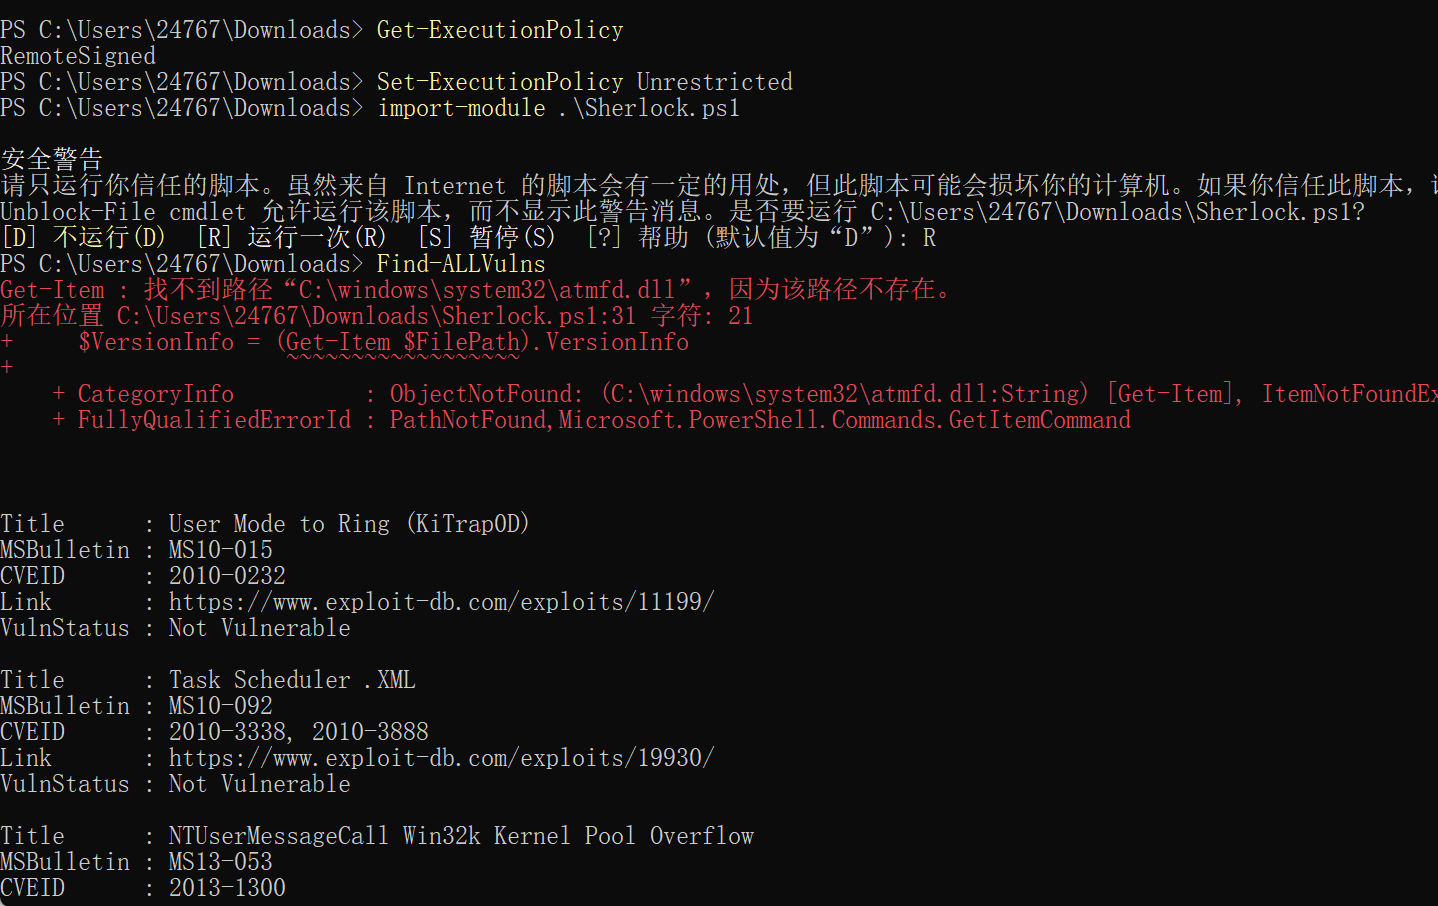 PS C:\Users\24767\Downloads> Get-ExecutionPolicy
RemoteSigned
PS C:\Users\24767\Downloads> Set-ExecutionPolicy Unrestricted
PS C:\Users\24767\Downloads> import-module .\Sherlock.ps1
安全警告
请只运行你信任的脚本。虽然来自 Internet 的脚本会有一定的用处，但此脚本可能会损坏你的计算机。如果你信任此脚本，
Unblock-File cmdlet 允许运行该脚本，而不显示此警告消息。是否要运行 C:\Users\24767\Downloads\Sherlock.ps1?
[D] 不运行(D)  [R] 运行一次(R)  [S] 暂停(S)  [?] 帮助 (默认值为“D”): R
PS C:\Users\24767\Downloads> Find-ALLVulns
Get-Item : 找不到路径“C:\windows\system32\atmfd.dll”，因为该路径不存在。
所在位置 C:\Users\24767\Downloads\Sherlock.ps1:31 字符: 21
+     $VersionInfo = (Get-Item $FilePath).VersionInfo
+                     ~~~~~~~~~~~~~~~~~~
    + CategoryInfo          : ObjectNotFound: (C:\windows\system32\atmfd.dll:String) [Get-Item], ItemNotFoundEx
    + FullyQualifiedErrorId : PathNotFound,Microsoft.PowerShell.Commands.GetItemCommand
Title      : User Mode to Ring (KiTrap0D)
MSBulletin : MS10-015
CVEID      : 2010-0232
Link       : https://www.exploit-db.com/exploits/11199/
VulnStatus : Not Vulnerable
Title      : Task Scheduler .XML
MSBulletin : MS10-092
CVEID      : 2010-3338, 2010-3888
Link       : https://www.exploit-db.com/exploits/19930/
VulnStatus : Not Vulnerable
Title      : NTUserMessageCall Win32k Kernel Pool Overflow
MSBulletin : MS13-053
CVEID      : 2013-1300